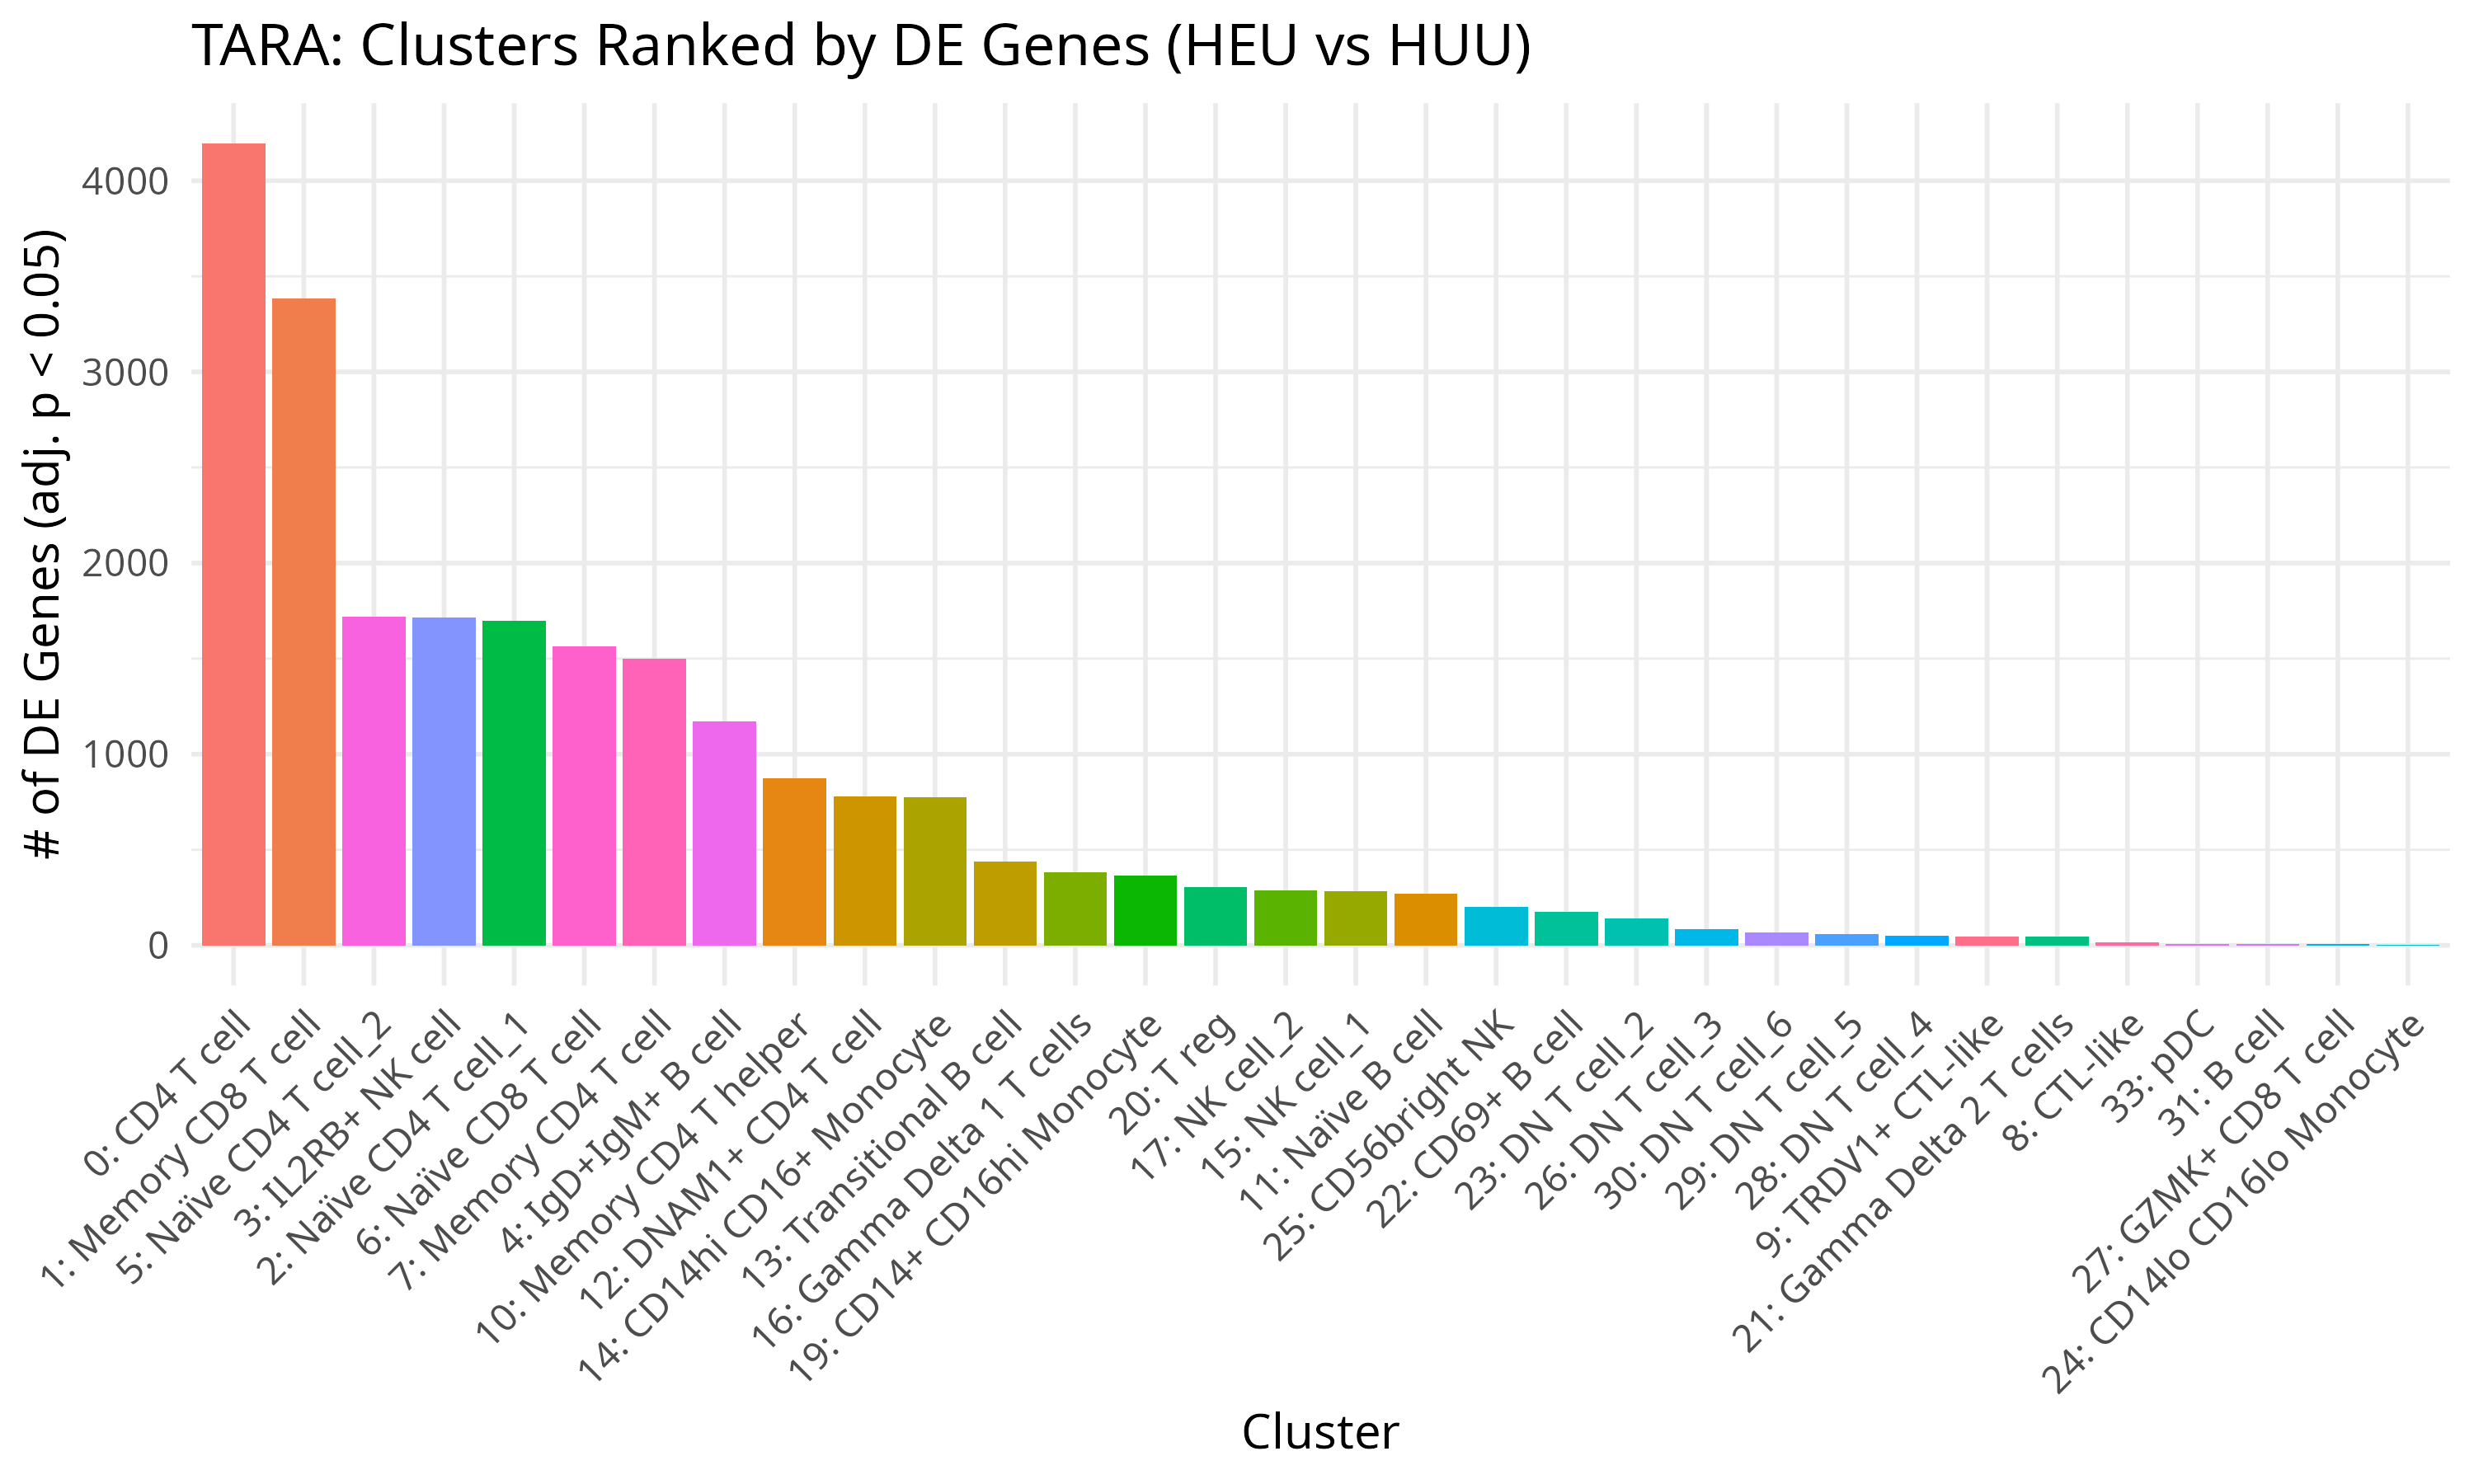 TARA: Clusters Ranked by DE Genes (HEU vs HUU)
# of DE Genes (adj. p < 0.05)
4000
3000
2000
1000
0
0: CD4 T cell
1: Memory CD8 T cell
5: Naïve CD4 T cell_2
3: IL2RB+ NK cell
2: Naïve CD4 T cell_1
6: Naïve CD8 T cell
7: Memory CD4 T cell
4: IgD+IgM+ B cell
10: Memory CD4 T helper
12: DNAM1+ CD4 T cell
14: CD14hi CD16+ Monocyte
13: Transitional B cell
16: Gamma Delta 1 T cells
19: CD14+ CD16hi Monocyte
20: T reg
17: NK cell_2
15: NK cell_1
11: Naïve B cell
25: CD56bright NK
22: CD69+ B cell
23: DN T cell_2
26: DN T cell_3
30: DN T cell_6
29: DN T cell_5
28: DN T cell_4
9: TRDV1+ CTL-like
21: Gamma Delta 2 T cells
8: CTL-like
33: pDC
31: B cell
27: GZMK+ CD8 T cell
24: CD14lo CD16lo Monocyte
Cluster